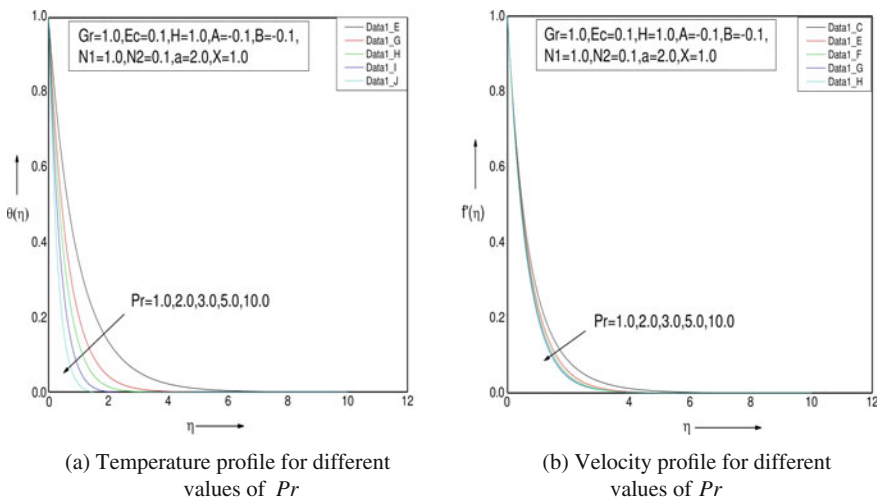 1.0
0.8
0.6
0.4
0.2
0.0
θ(η)
Gr=1.0,Ec=0.1,H=1.0,A=-0.1,B=-0.1,
N1=1.0,N2=0.1,a=2.0,X=1.0
Data1_E
Data1_G
Data1_H
Data1_I
Data1_J
Pr=1.0,2.0,3.0,5.0,10.0
0 2 4 6 8 10 12
η
(a) Temperature profile for different
values of Pr
1.0
0.8
0.6
0.4
0.2
0.0
f'(η)
Gr=1.0,Ec=0.1,H=1.0,A=-0.1,B=-0.1,
N1=1.0,N2=0.1,a=2.0,X=1.0
Data1_C
Data1_E
Data1_F
Data1_G
Data1_H
Pr=1.0,2.0,3.0,5.0,10.0
0 2 4 6 8 10 12
η
(b) Velocity profile for different
values of Pr